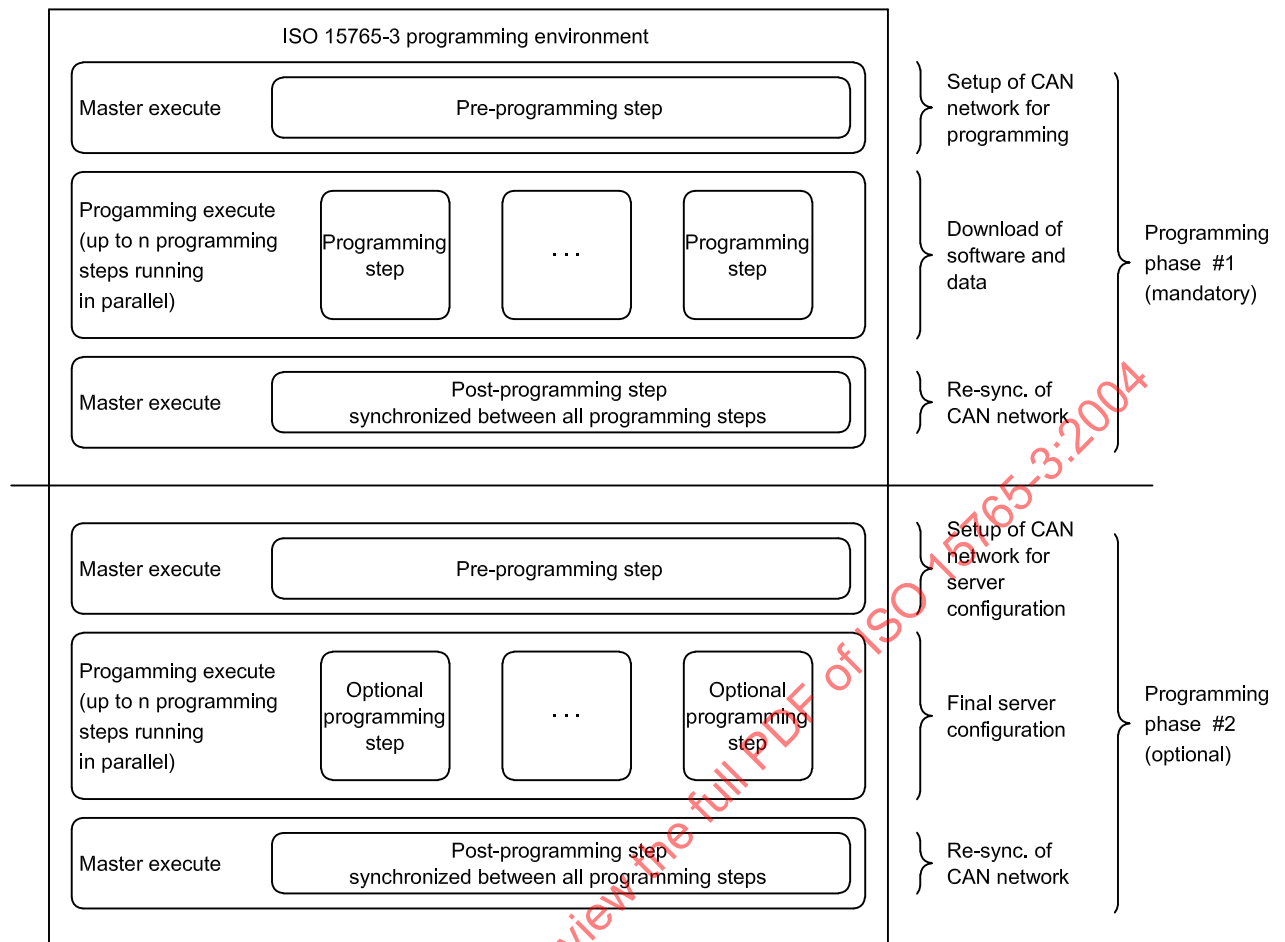 ISO 15765-3 programming environment
Master execute
Pre-programming step
Setup of CAN
network for
programming
Progamming execute
(up to n programming
steps running
in parallel)
Programming
step
. . .
Programming
step
Download of
software and
data
Programming
phase #1
(mandatory)
Master execute
Post-programming step
synchronized between all programming steps
Re-sync. of
CAN network
Master execute
Pre-programming step
Setup of CAN
network for
server
configuration
Progamming execute
(up to n programming
steps running
in parallel)
Optional
programming
step
. . .
Optional
programming
step
Final server
configuration
Programming
phase #2
(optional)
Master execute
Post-programming step
synchronized between all programming steps
Re-sync. of
CAN network
view the full PDF of ISO 15765-3:2004